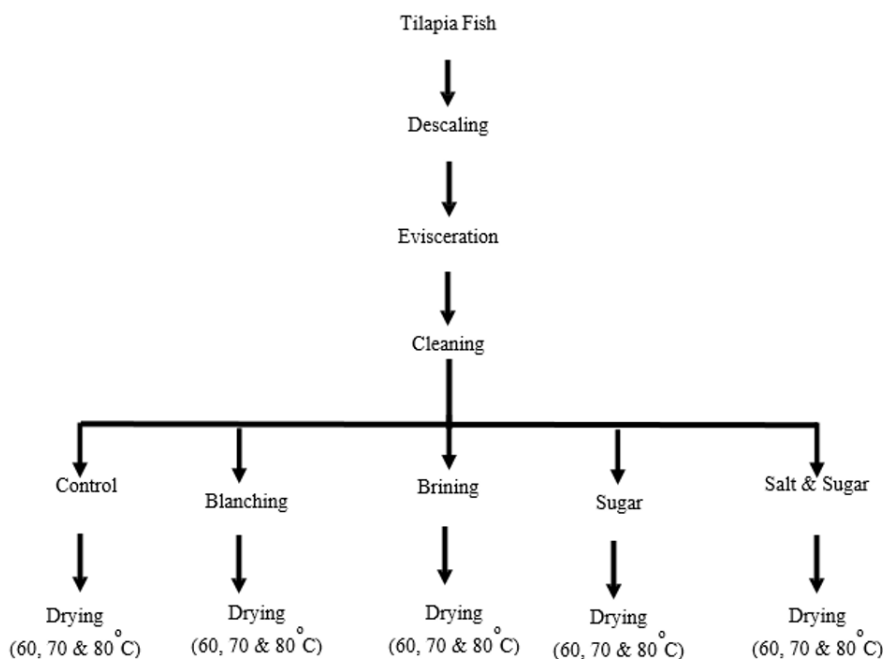 Tilapia Fish
Descaling
Evisceration
Cleaning
Control
Blanching
Brining
Sugar
Salt & Sugar
Drying
(60, 70 & 80°C)
Drying
(60, 70 & 80°C)
Drying
(60, 70 & 80°C)
Drying
(60, 70 & 80°C)
Drying
(60, 70 & 80°C)